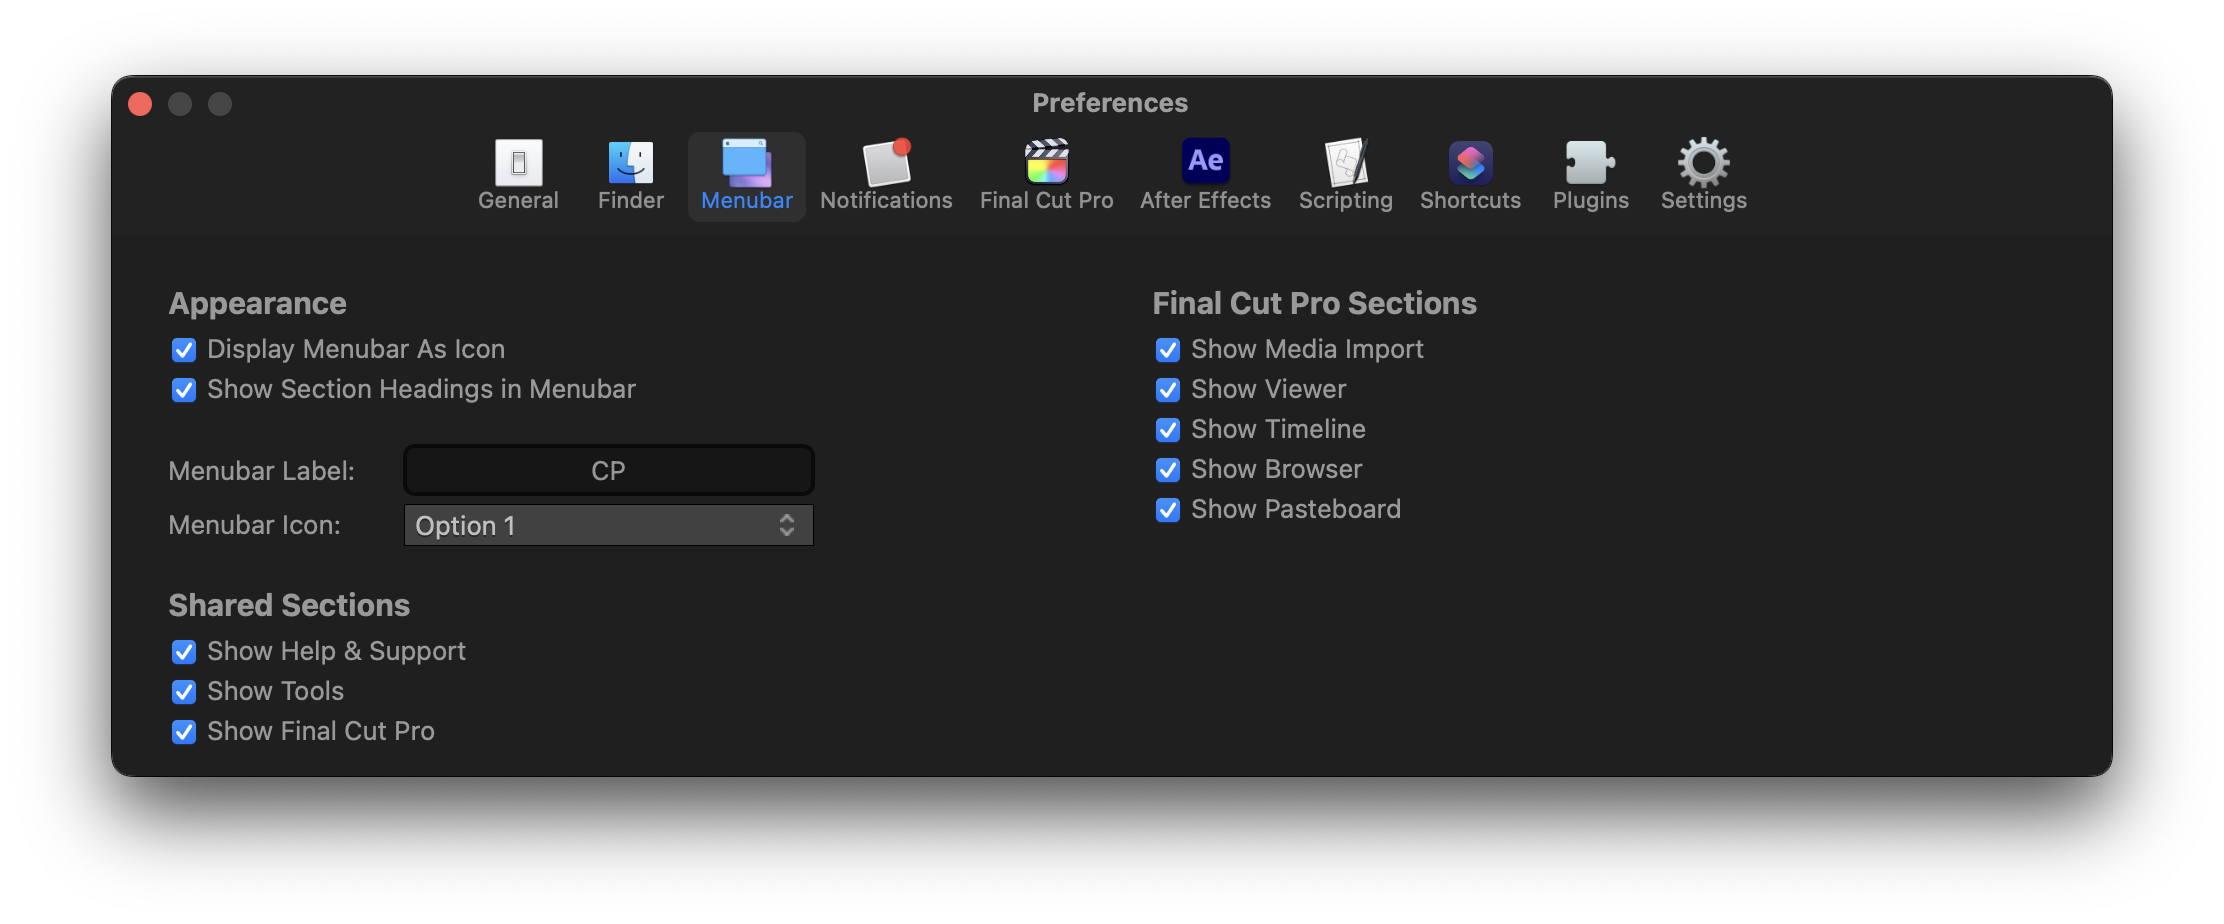 Preferences
General
Finder
Menubar
Notifications
Final Cut Pro
Ae
After Effects
Scripting
Shortcuts
Plugins
Settings
Appearance
Display Menubar As Icon
Show Section Headings in Menubar
Menubar Label: CP
Menubar Icon: Option 1
Shared Sections
Show Help & Support
Show Tools
Show Final Cut Pro
Final Cut Pro Sections
Show Media Import
Show Viewer
Show Timeline
Show Browser
Show Pasteboard